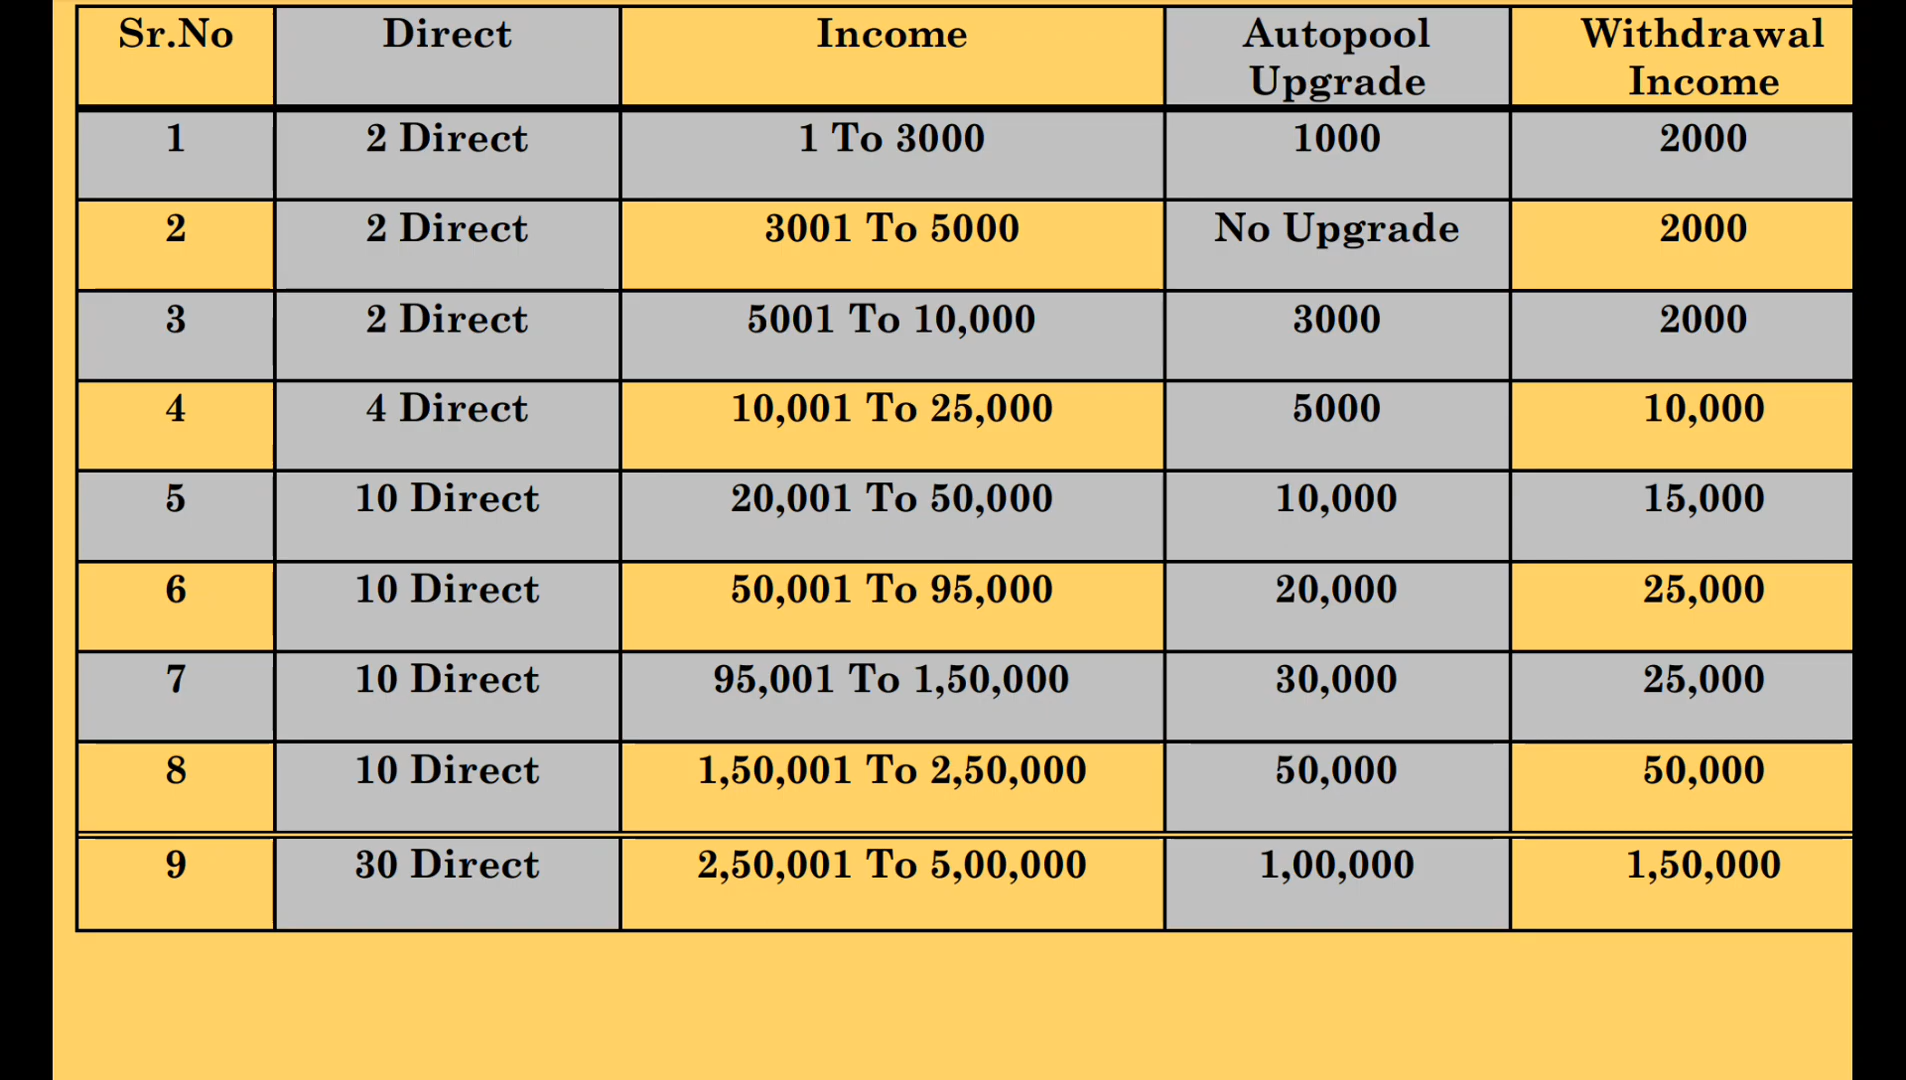 Sr.No Direct Income Autopool Upgrade Withdrawal Income
1 2 Direct 1 To 3000 1000 2000
2 2 Direct 3001 To 5000 No Upgrade 2000
3 2 Direct 5001 To 10,000 3000 2000
4 4 Direct 10,001 To 25,000 5000 10,000
5 10 Direct 20,001 To 50,000 10,000 15,000
6 10 Direct 50,001 To 95,000 20,000 25,000
7 10 Direct 95,001 To 1,50,000 30,000 25,000
8 10 Direct 1,50,001 To 2,50,000 50,000 50,000
9 30 Direct 2,50,001 To 5,00,000 1,00,000 1,50,000